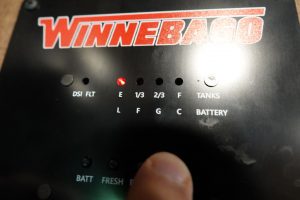 WINNEBAGO
DSI FLT E 1/3 2/3 F TANKS
L F G C BATTERY
BATT FRESH